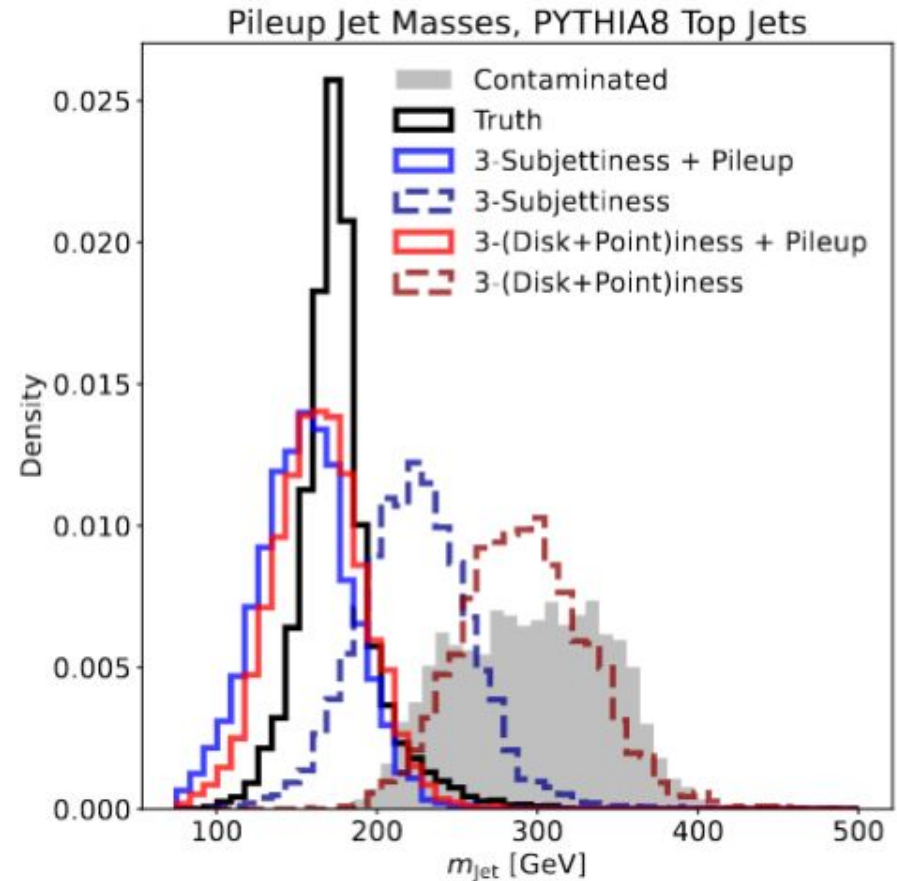 Pileup Jet Masses, PYTHIA8 Top Jets
Contaminated
Truth
3-Subjettiness + Pileup
3-Subjettiness
3-(Disk+Point)iness + Pileup
3-(Disk+Point)iness
Density
0.025
0.020
0.015
0.010
0.005
0.000
100 200 300 400 500
mJet [GeV]